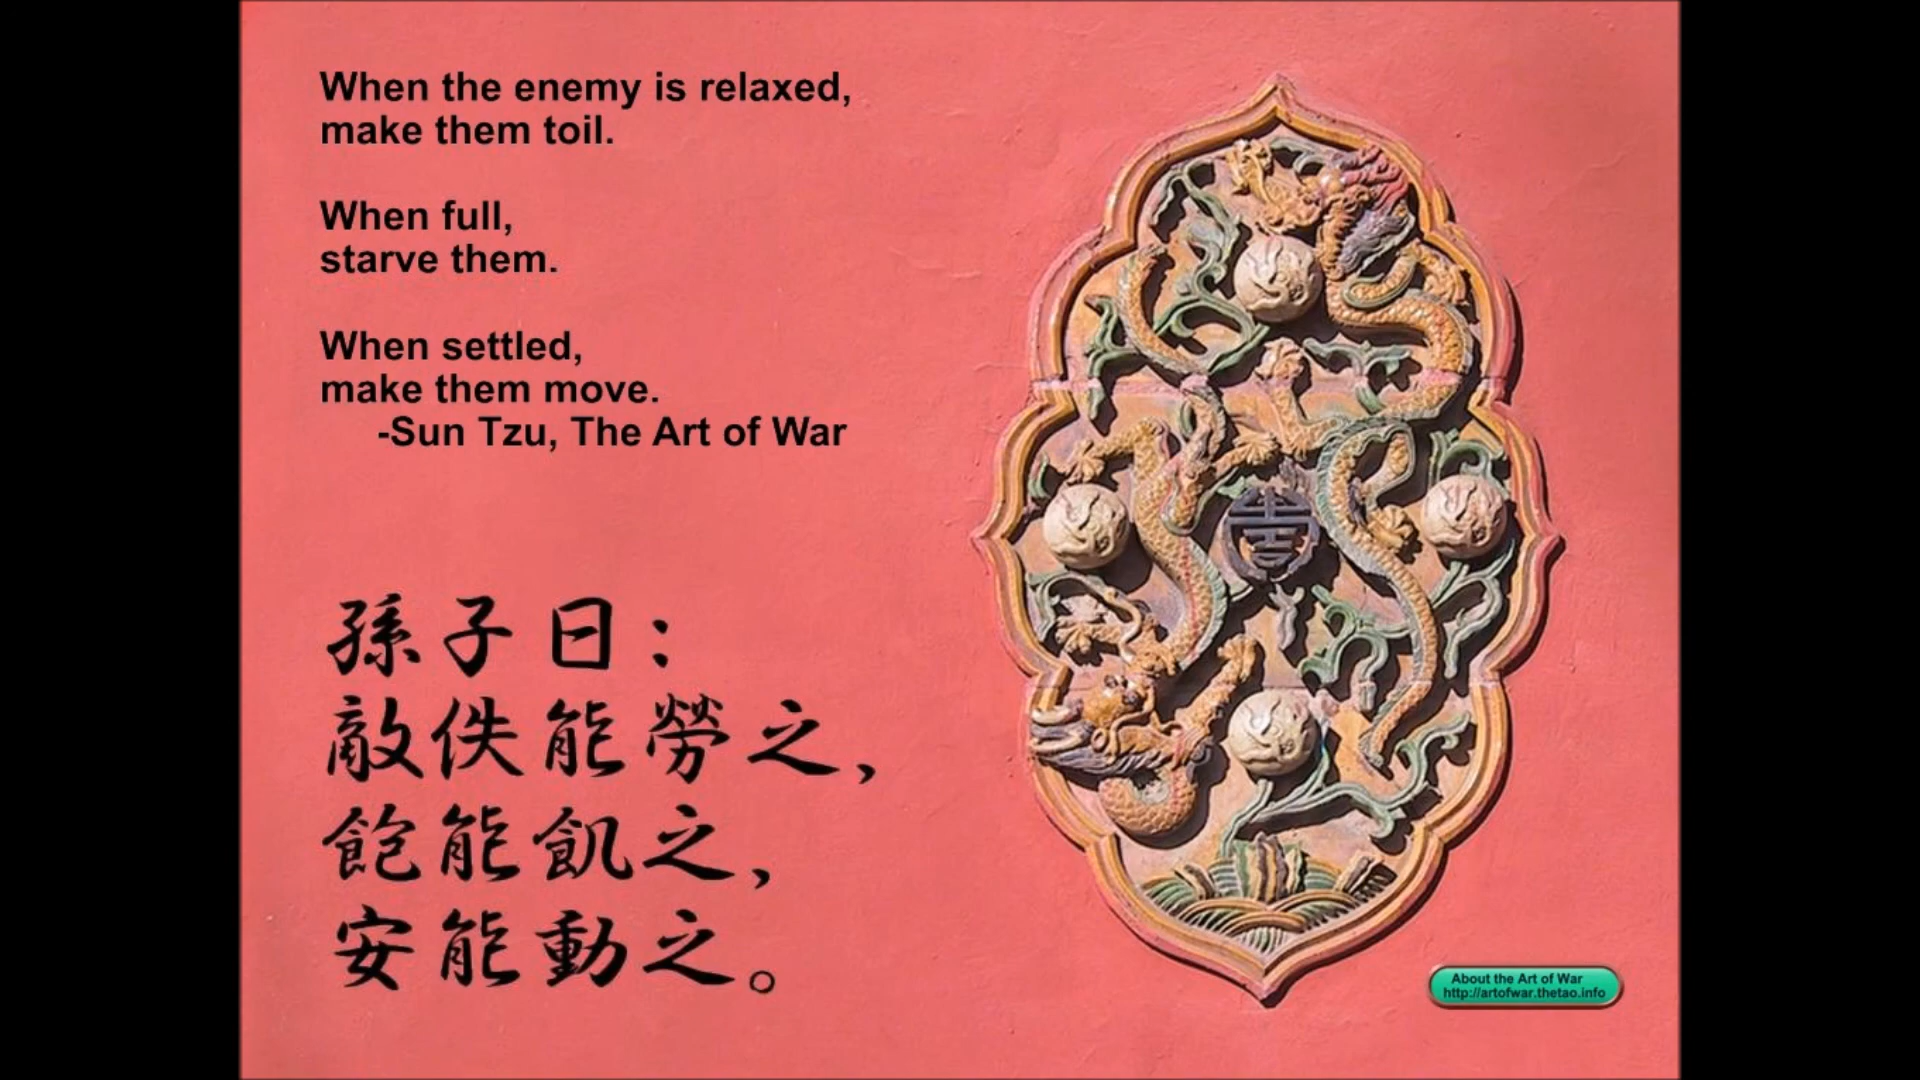 When the enemy is relaxed,
make them toil.
When full,
starve them.
When settled,
make them move.
-Sun Tzu, The Art of War
孫子曰：
敵佚能勞之，
飽能飢之，
安能動之。
About the Art of War
http://artofwar.thetao.info